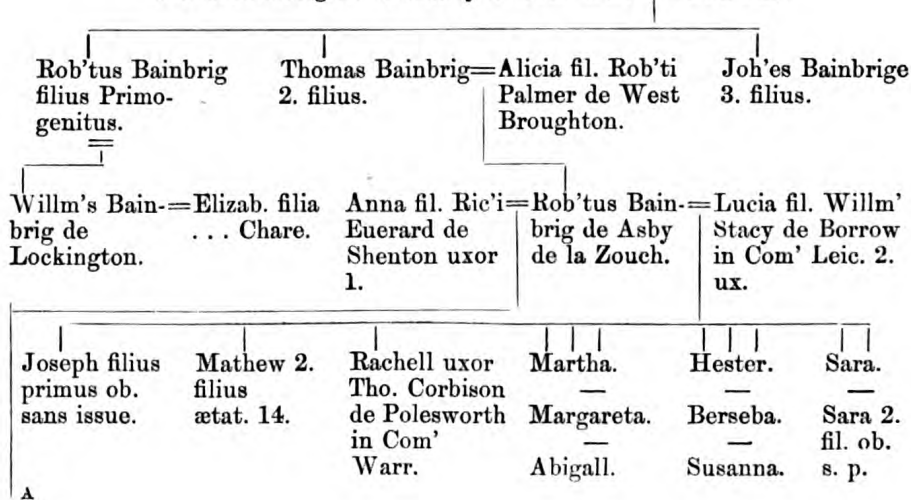 Rob'tus Bainbrig
filius Primo-
genitus.
Thomas Bainbrig=Alicia fil. Rob'ti
2. filius.
Palmer de West
Broughton.
Joh'es Bainbrige
3. filius.
Willm's Bain-=Elizab. filia
brig de
Lockington.
. . . Chare.
Anna fil. Ric'i=Rob'tus Bain-=Lucia fil. Willm'
Euerard de
Shenton uxor
1.
brig de Asby
de la Zouch.
Stacy de Borrow
in Com' Leic. 2.
ux.
Joseph filius
primus ob.
sans issue.
Mathew 2.
filius
ætat. 14.
Rachell uxor
Tho. Corbison
de Polesworth
in Com'
Warr.
Martha.
—
Margareta.
—
Abigall.
Hester.
—
Berseba.
—
Susanna.
Sara.
—
Sara 2.
fil. ob.
s. p.
A